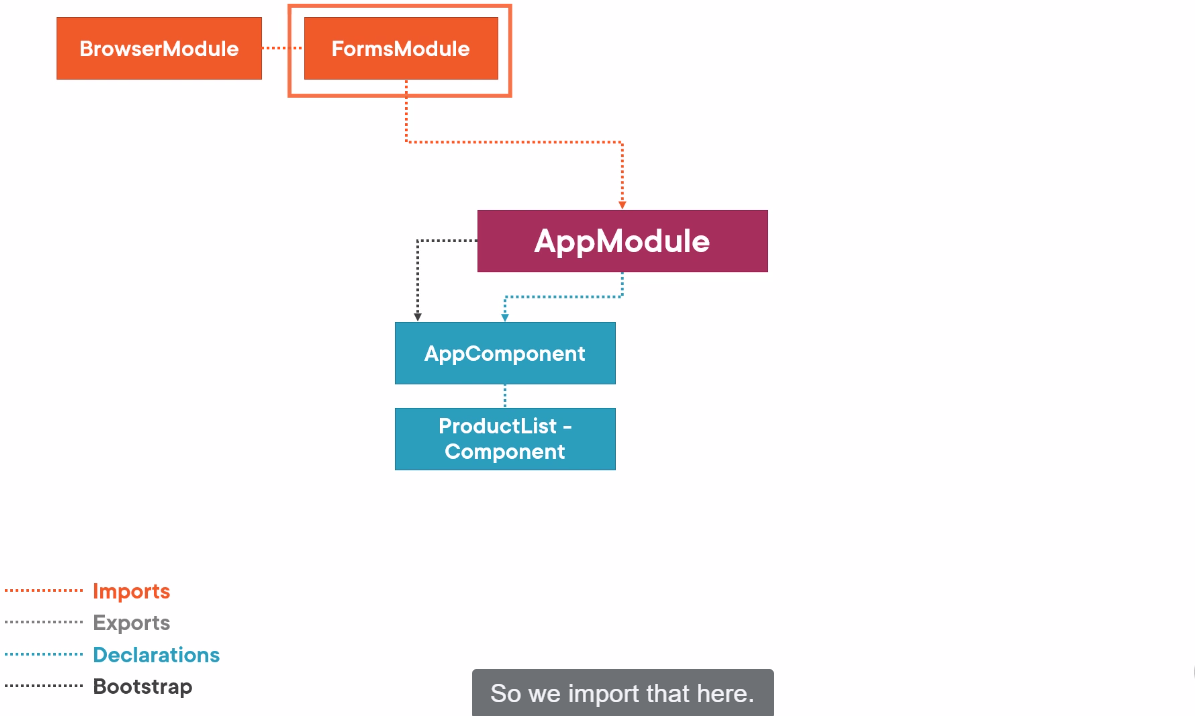 BrowserModule
FormsModule
AppModule
AppComponent
ProductList -
Component
Imports
Exports
Declarations
Bootstrap
So we import that here.